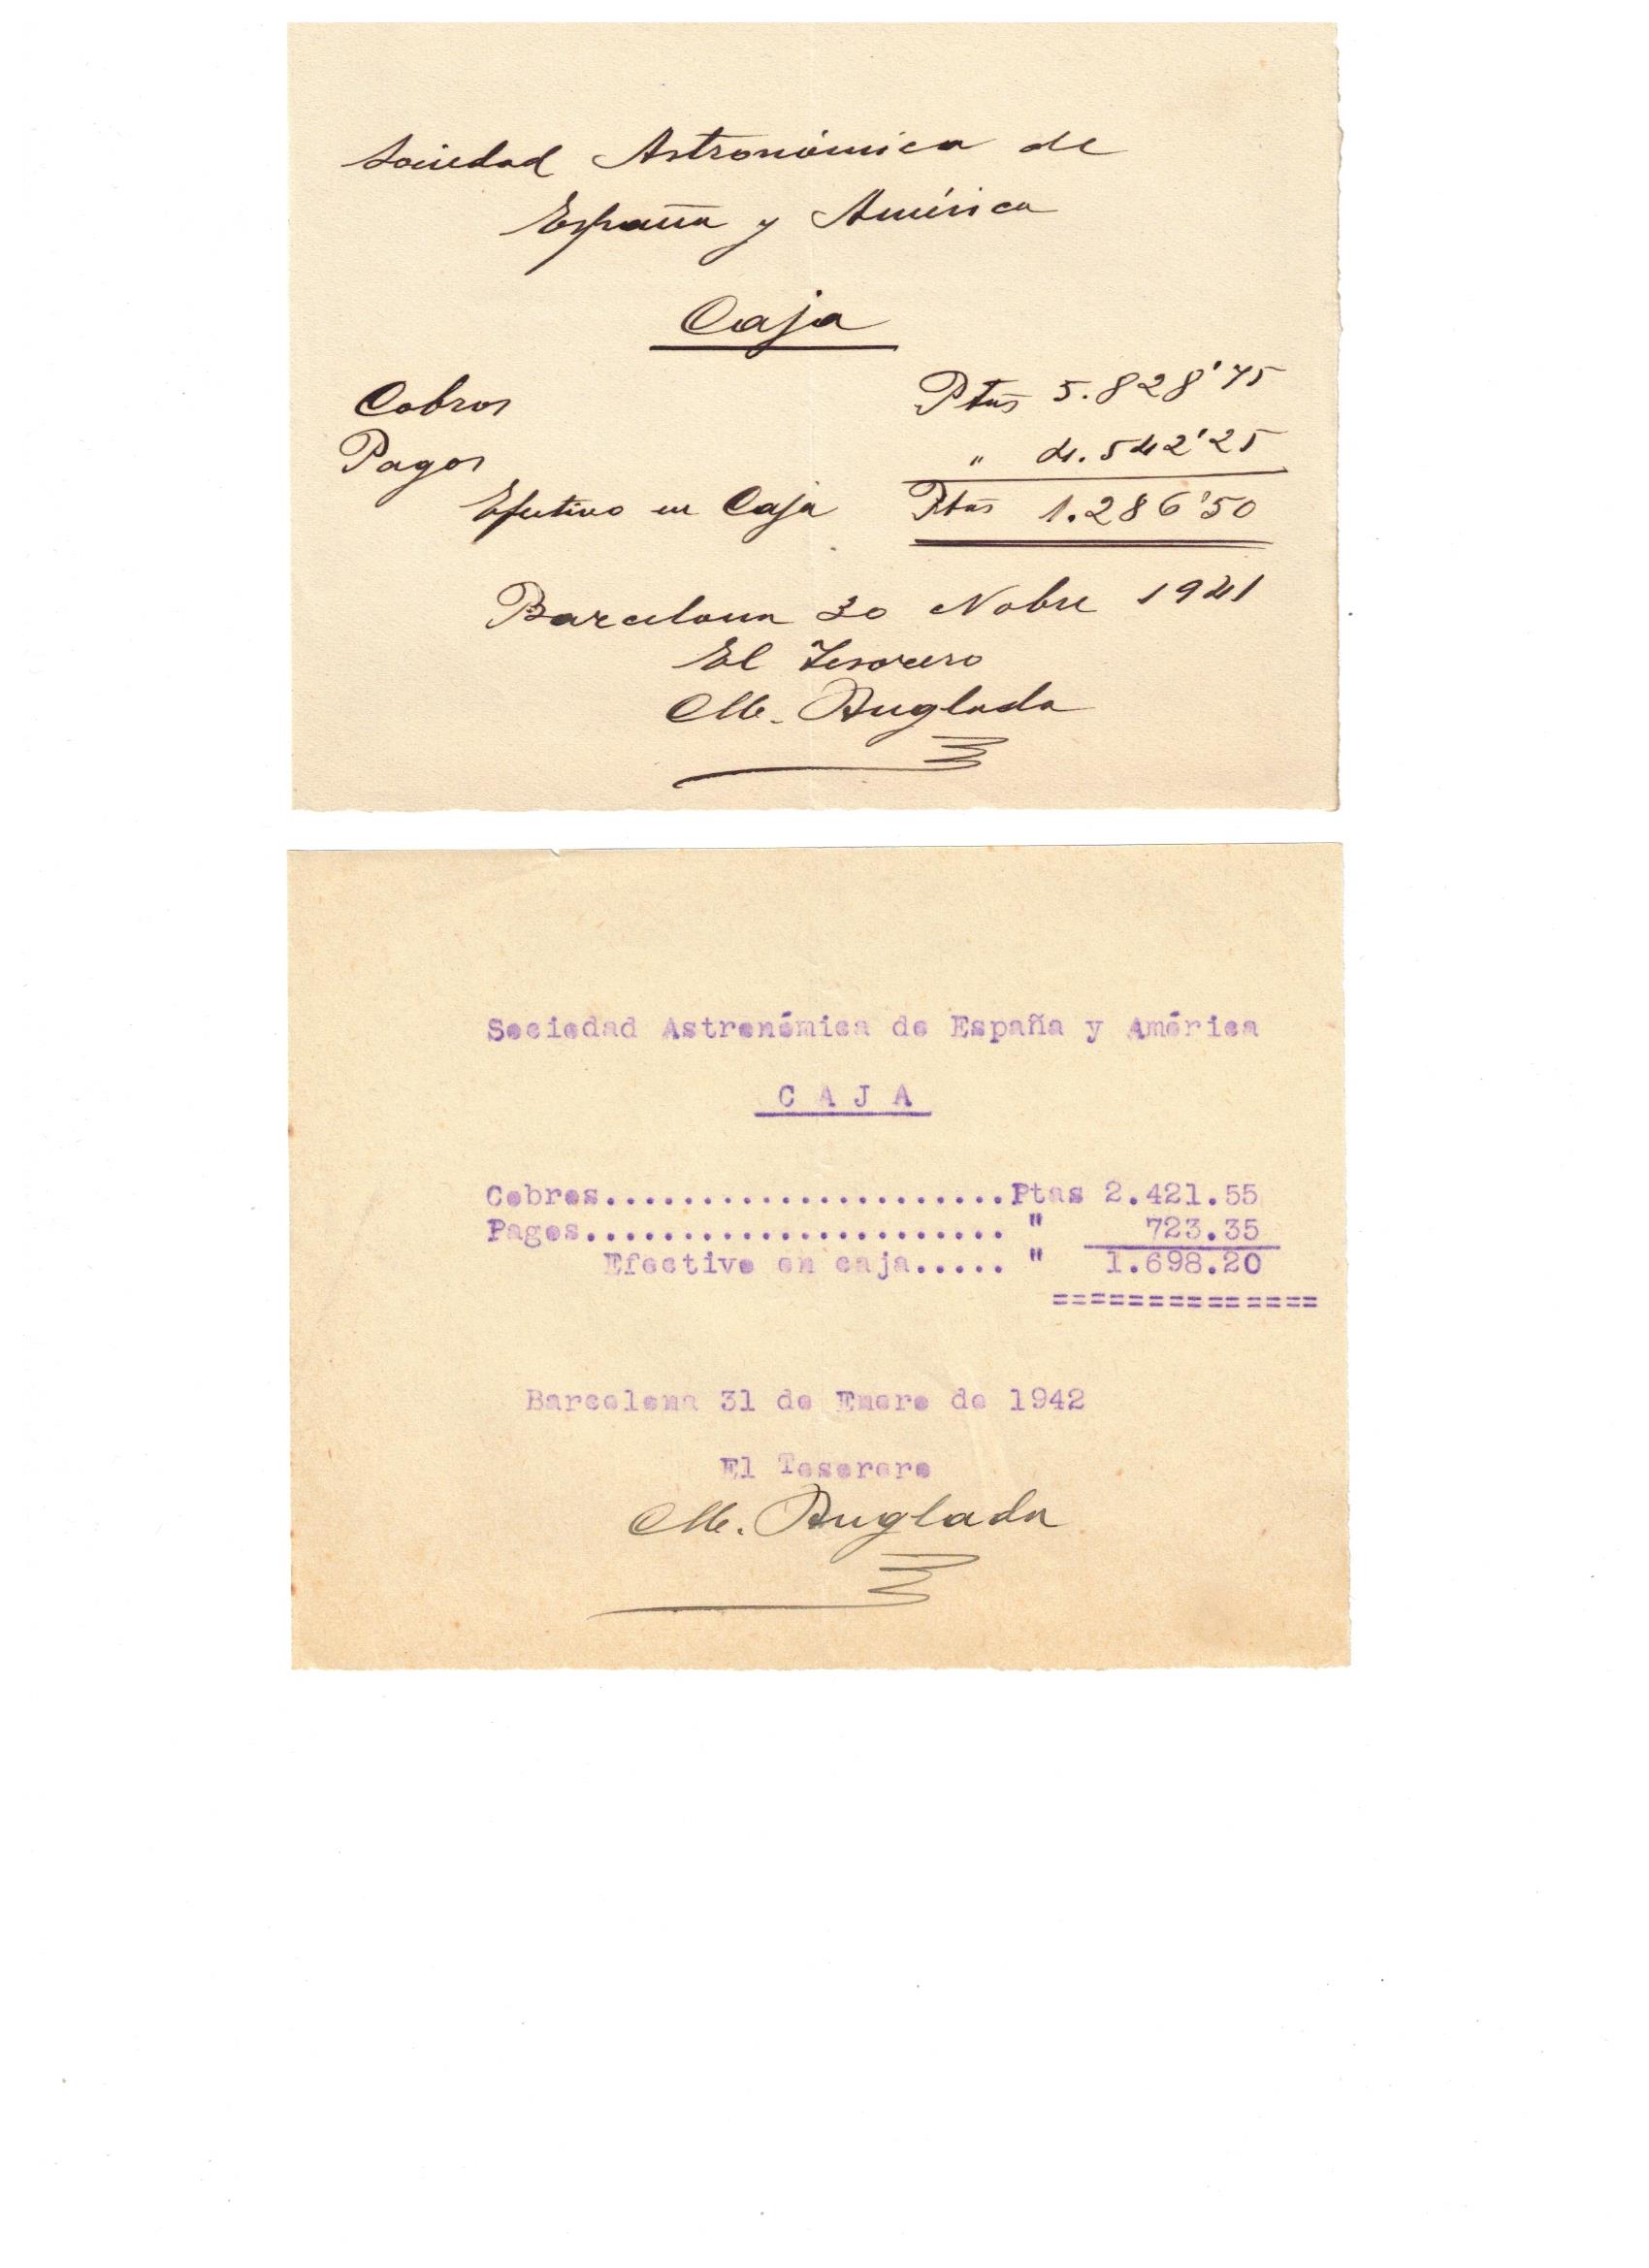 Sociedad Astronómica de
España y América
Caja
Cobros Ptas 5.828'75
Pagos " 4.542'25
Efectivo en Caja Ptas 1.286'50
Barcelona 30 Nobre 1941
El Tesorero
M. Anglada
Sociedad Astronómica de España y América
C A J A
Cobros.....................Ptas 2.421.55
Pagos...................... " 723.35
Efectivo en caja..... " 1.698.20
==============
Barcelona 31 de Enero de 1942
El Tesorero
M. Anglada